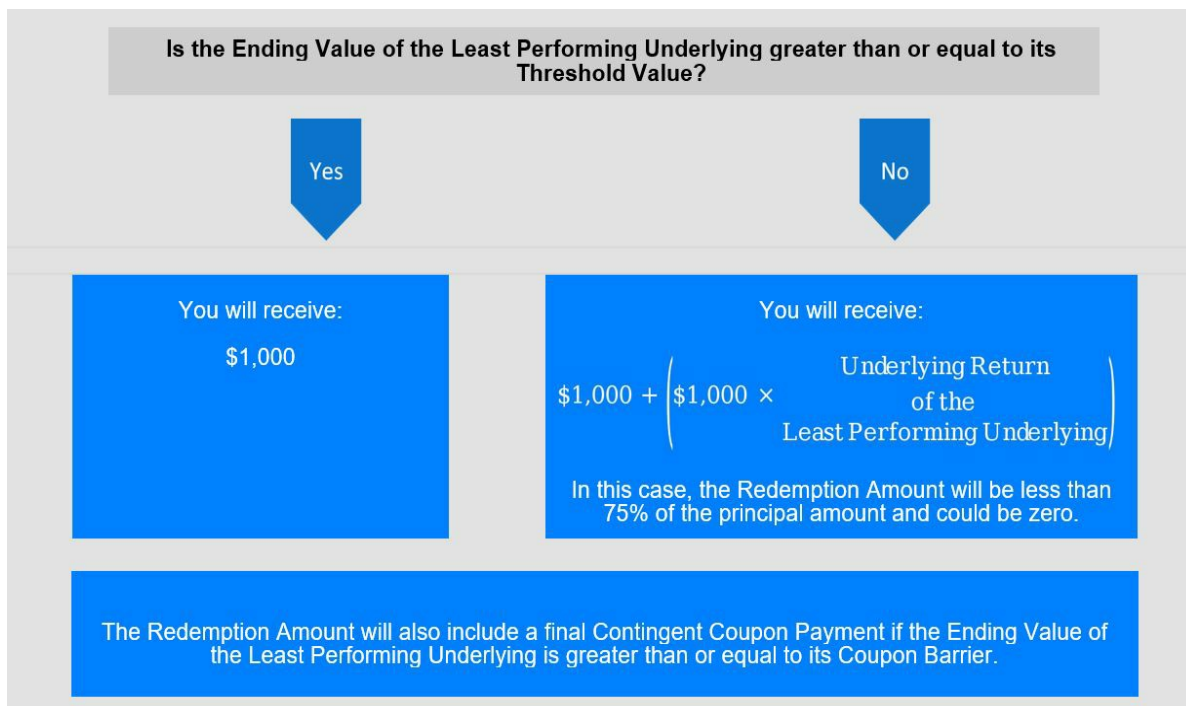 Is the Ending Value of the Least Performing Underlying greater than or equal to its
Threshold Value?
Yes
No
You will receive:
$1,000
You will receive:
$1,000 + ($1,000 × Underlying Return
of the
Least Performing Underlying)
In this case, the Redemption Amount will be less than
75% of the principal amount and could be zero.
The Redemption Amount will also include a final Contingent Coupon Payment if the Ending Value of
the Least Performing Underlying is greater than or equal to its Coupon Barrier.